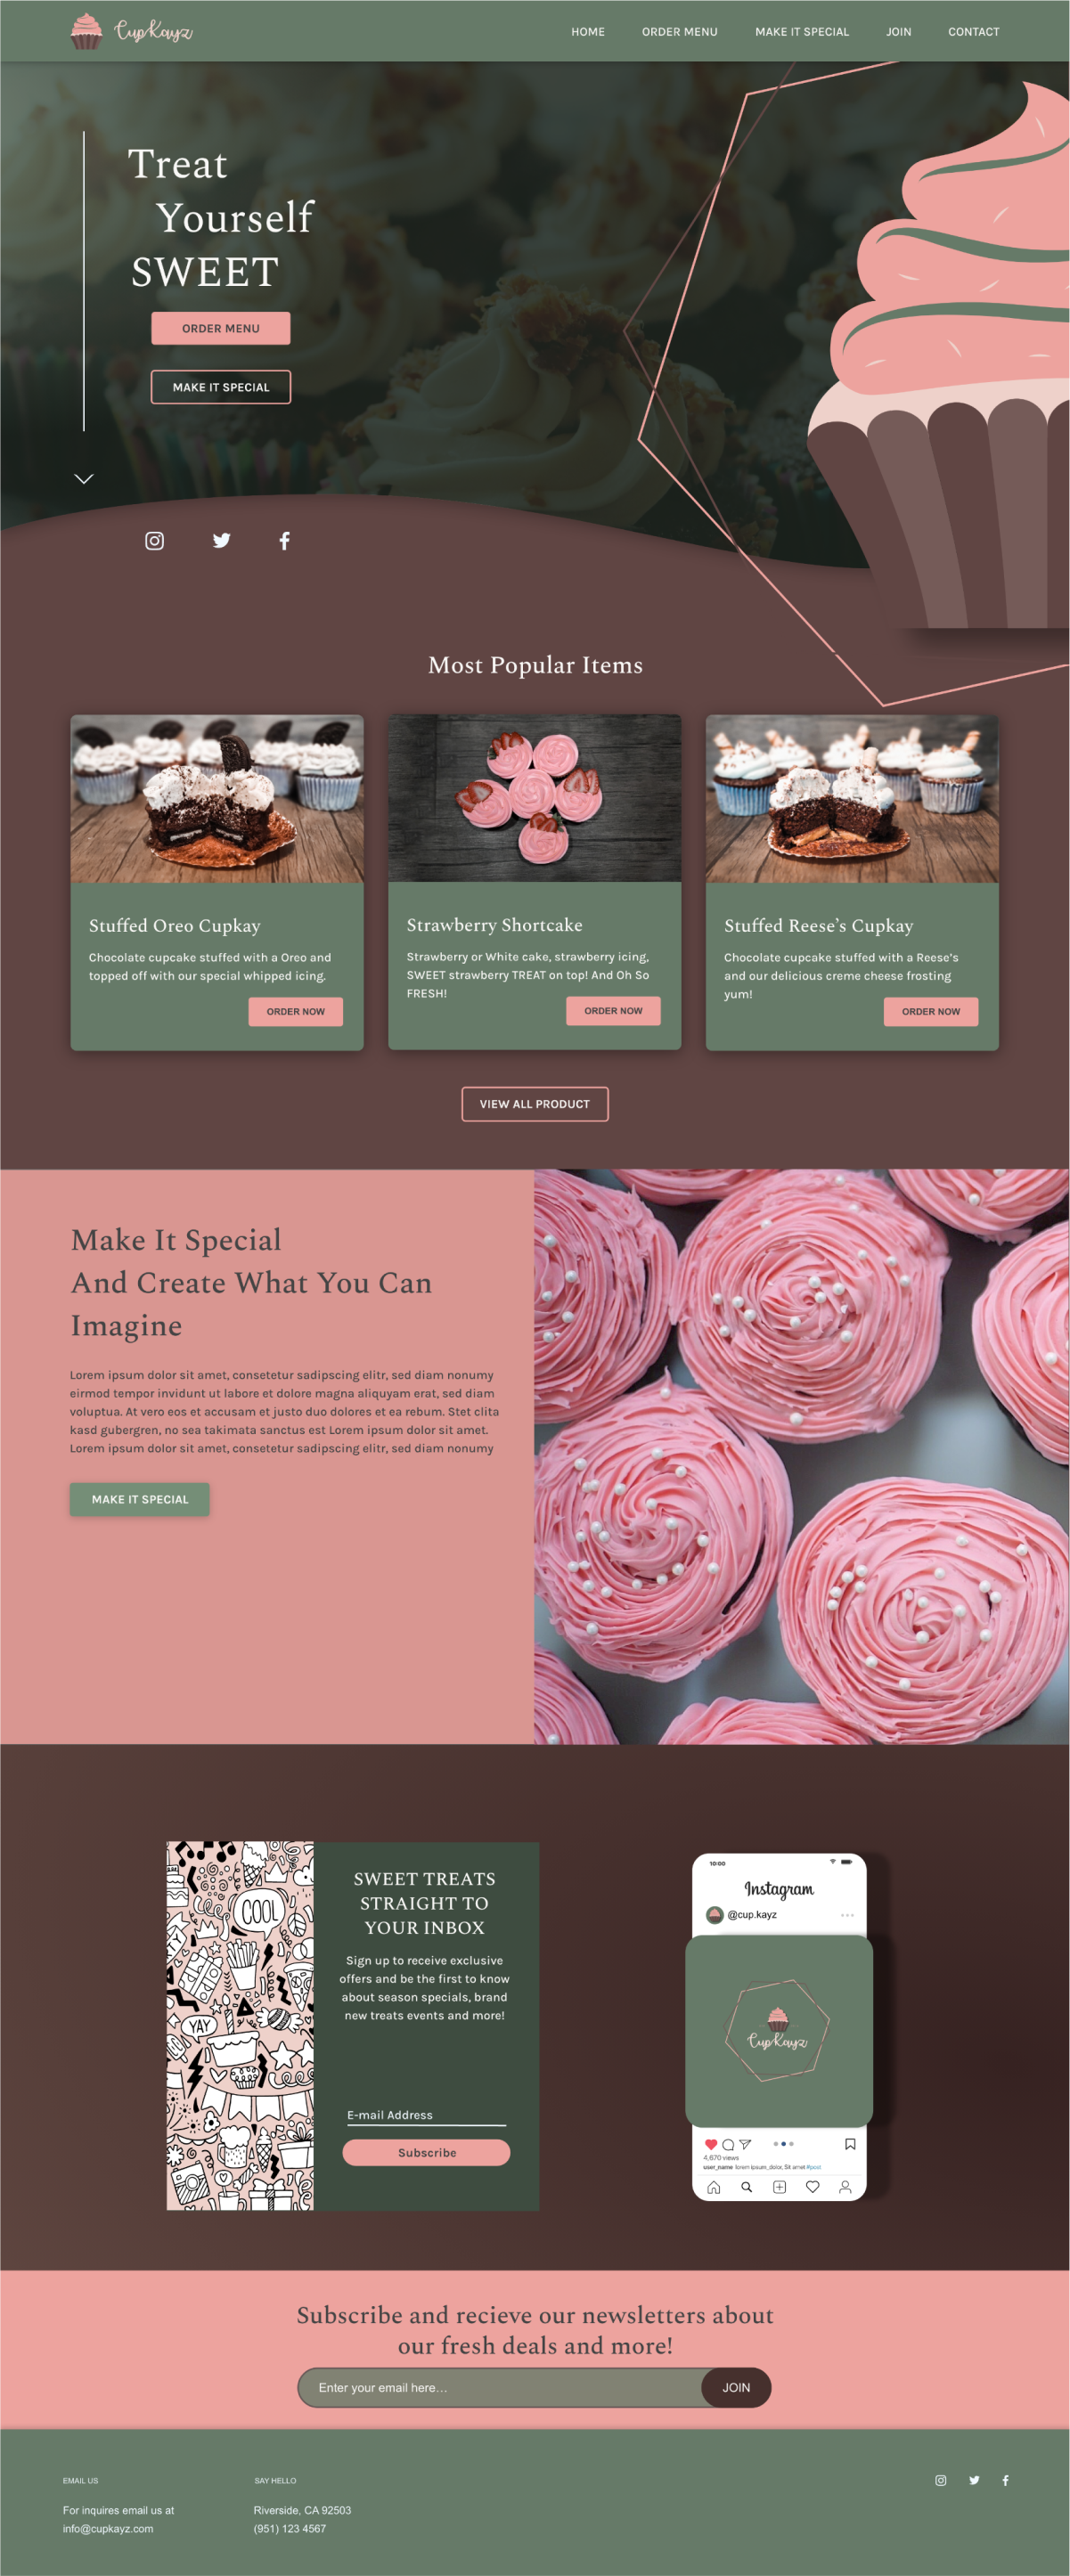 CupKayz
HOME ORDER MENU MAKE IT SPECIAL JOIN CONTACT
Treat
Yourself
SWEET
ORDER MENU
MAKE IT SPECIAL
Most Popular Items
Stuffed Oreo Cupkay
Chocolate cupcake stuffed with a Oreo and
topped off with our special whipped icing.
ORDER NOW
Strawberry Shortcake
Strawberry or White cake, strawberry icing,
SWEET strawberry TREAT on top! And Oh So
FRESH!
ORDER NOW
Stuffed Reese's Cupkay
Chocolate cupcake stuffed with a Reese's
and our delicious creme cheese frosting
yum!
ORDER NOW
VIEW ALL PRODUCT
Make It Special
And Create What You Can
Imagine
Lorem ipsum dolor sit amet, consetetur sadipscing elitr, sed diam nonumy
eirmod tempor invidunt ut labore et dolore magna aliquyam erat, sed diam
voluptua. At vero eos et accusam et justo duo dolores et ea rebum. Stet clita
kasd gubergren, no sea takimata sanctus est Lorem ipsum dolor sit amet.
Lorem ipsum dolor sit amet, consetetur sadipscing elitr, sed diam nonumy
MAKE IT SPECIAL
COOL
YAY
SWEET TREATS
STRAIGHT TO
YOUR INBOX
Sign up to receive exclusive
offers and be the first to know
about season specials, brand
new treats events and more!
E-mail Address
Subscribe
10:00
Instagram
@cup.kayz
CupKayz
4,670 views
user_name lorem ipsum_dolor, Sit amet #post
Subscribe and recieve our newsletters about
our fresh deals and more!
Enter your email here...
JOIN
EMAIL US
For inquires email us at
info@cupkayz.com
SAY HELLO
Riverside, CA 92503
(951) 123 4567